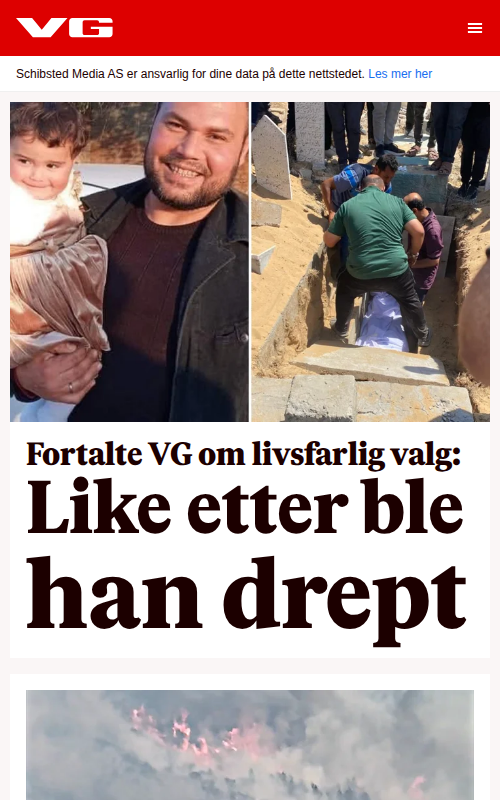 VG
Schibsted Media AS er ansvarlig for dine data på dette nettstedet. Les mer her
Fortalte VG om livsfarlig valg:
Like etter ble
han drept